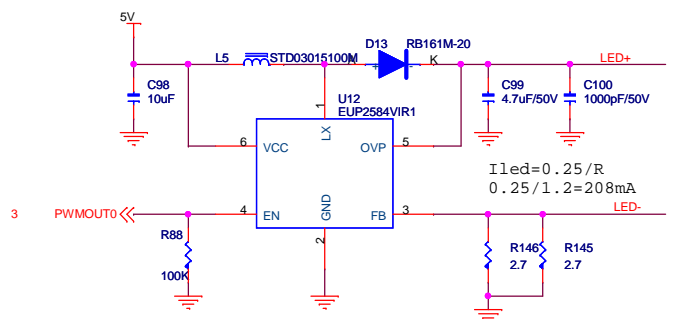 5V
D13 RB161M-20
L5 STD03015100M A K LED+
C98
10uF
C99
4.7uF/50V
C100
1000pF/50V
U12
EUP2584VIR1
1
LX
6 VCC OVP 5
Iled=0.25/R
0.25/1.2=208mA
3 PWMOUT0 4 EN GND FB 3 LED-
2
R88
100K
R146
2.7
R145
2.7